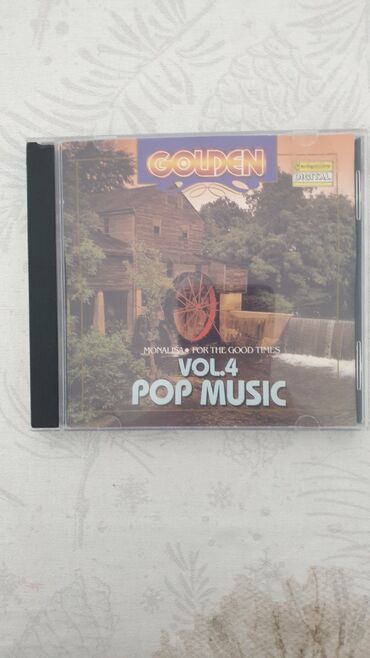 GOLDEN
DIGITAL
MONALISA • FOR THE GOOD TIMES
VOL.4
POP MUSIC